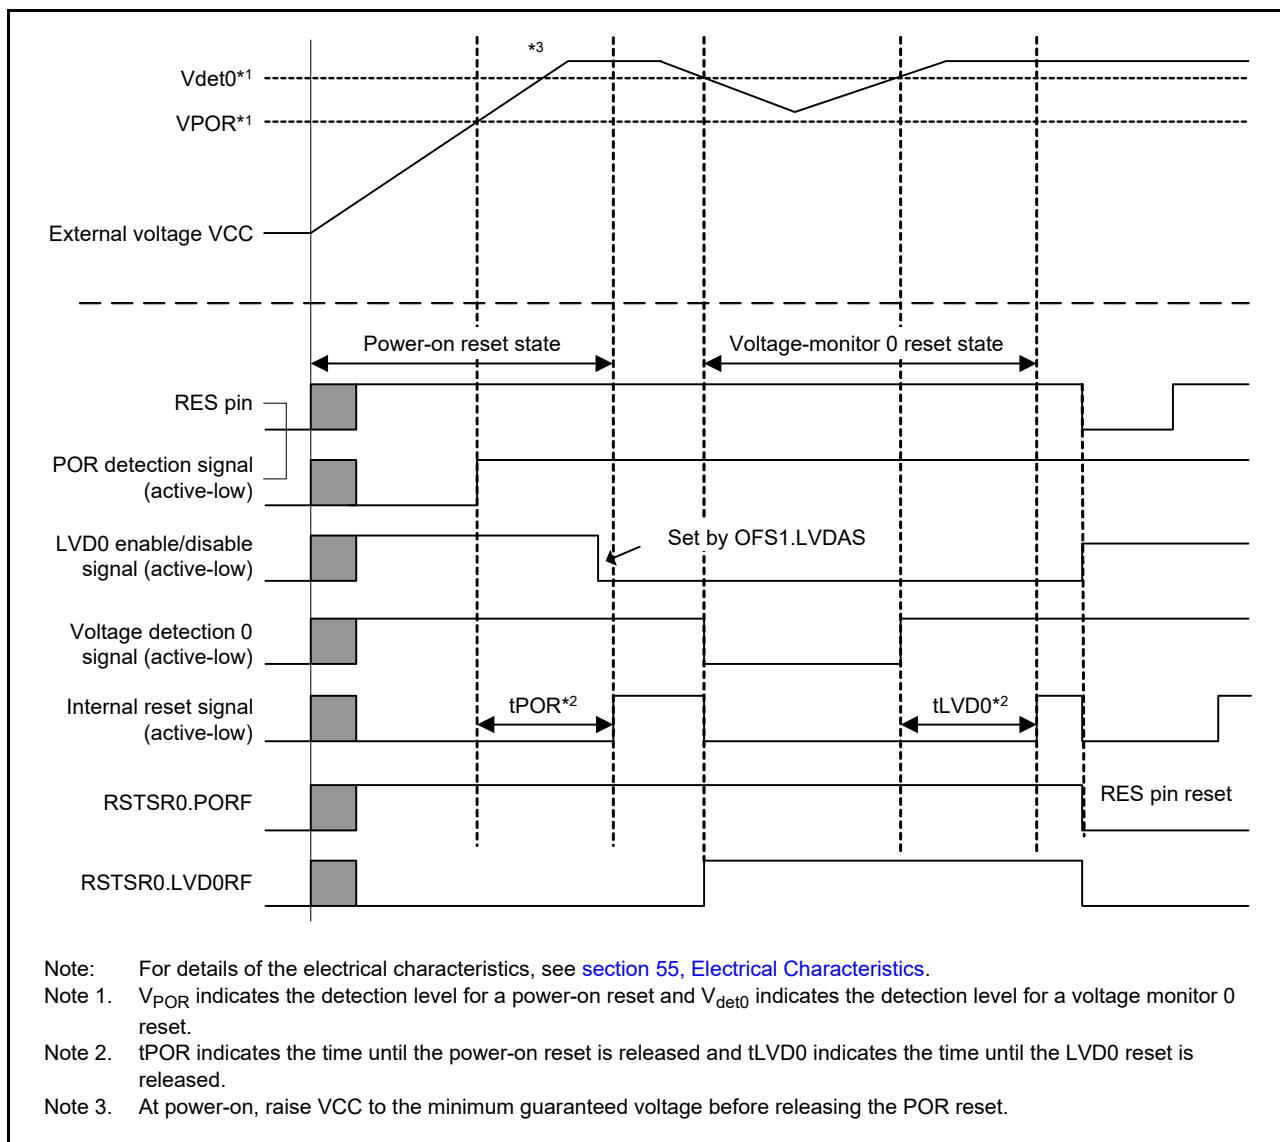 *3
Vdet0*1
VPOR*1
External voltage VCC
Power-on reset state
Voltage-monitor 0 reset state
RES pin
POR detection signal
(active-low)
LVD0 enable/disable
signal (active-low)
Set by OFS1.LVDAS
Voltage detection 0
signal (active-low)
Internal reset signal
(active-low)
tPOR*2
tLVD0*2
RSTSR0.PORF
RES pin reset
RSTSR0.LVD0RF
Note: For details of the electrical characteristics, see section 55, Electrical Characteristics.
Note 1. VPOR indicates the detection level for a power-on reset and Vdet0 indicates the detection level for a voltage monitor 0
reset.
Note 2. tPOR indicates the time until the power-on reset is released and tLVD0 indicates the time until the LVD0 reset is
released.
Note 3. At power-on, raise VCC to the minimum guaranteed voltage before releasing the POR reset.